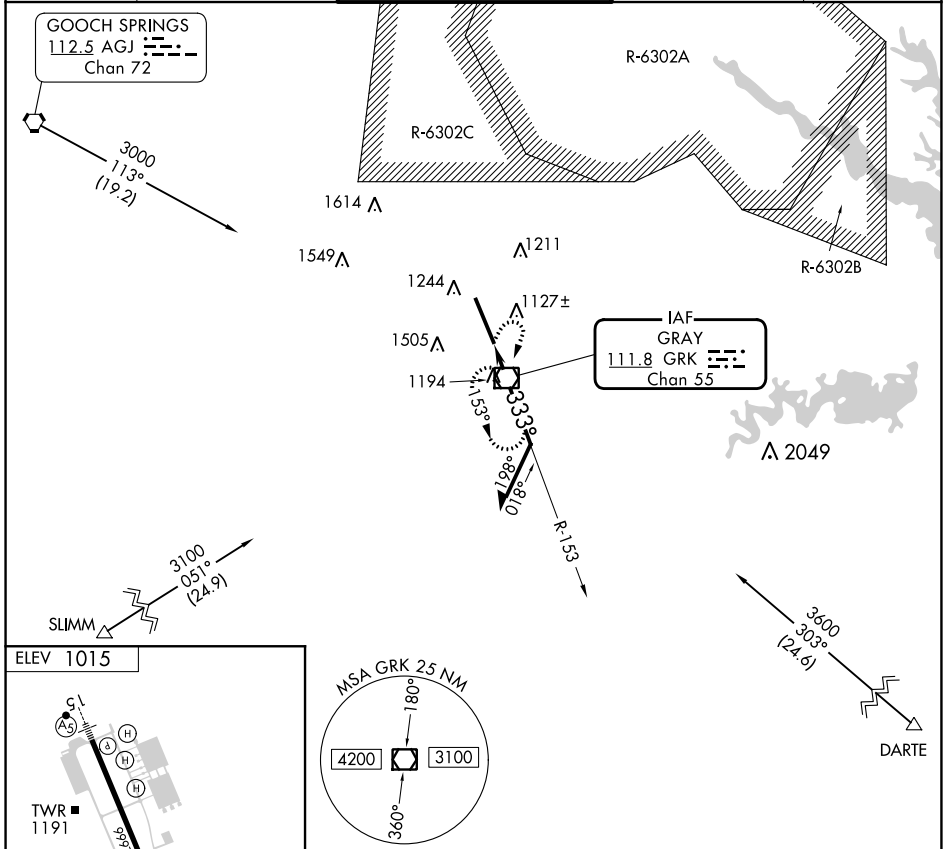 GOOCH SPRINGS
112.5 AGJ
Chan 72
3000
113°
(19.2)
R-6302A
R-6302C
R-6302B
1614
1549
1211
1244
1127±
1505
1194
IAF
GRAY
111.8 GRK
Chan 55
333°
153°
198°
018°
R-153
2049
3100
051°
(24.9)
SLIMM
3600
303°
(24.6)
DARTE
ELEV 1015
15
A5
H
P
H
H
TWR
1191
MSA GRK 25 NM
180°
4200
3100
360°